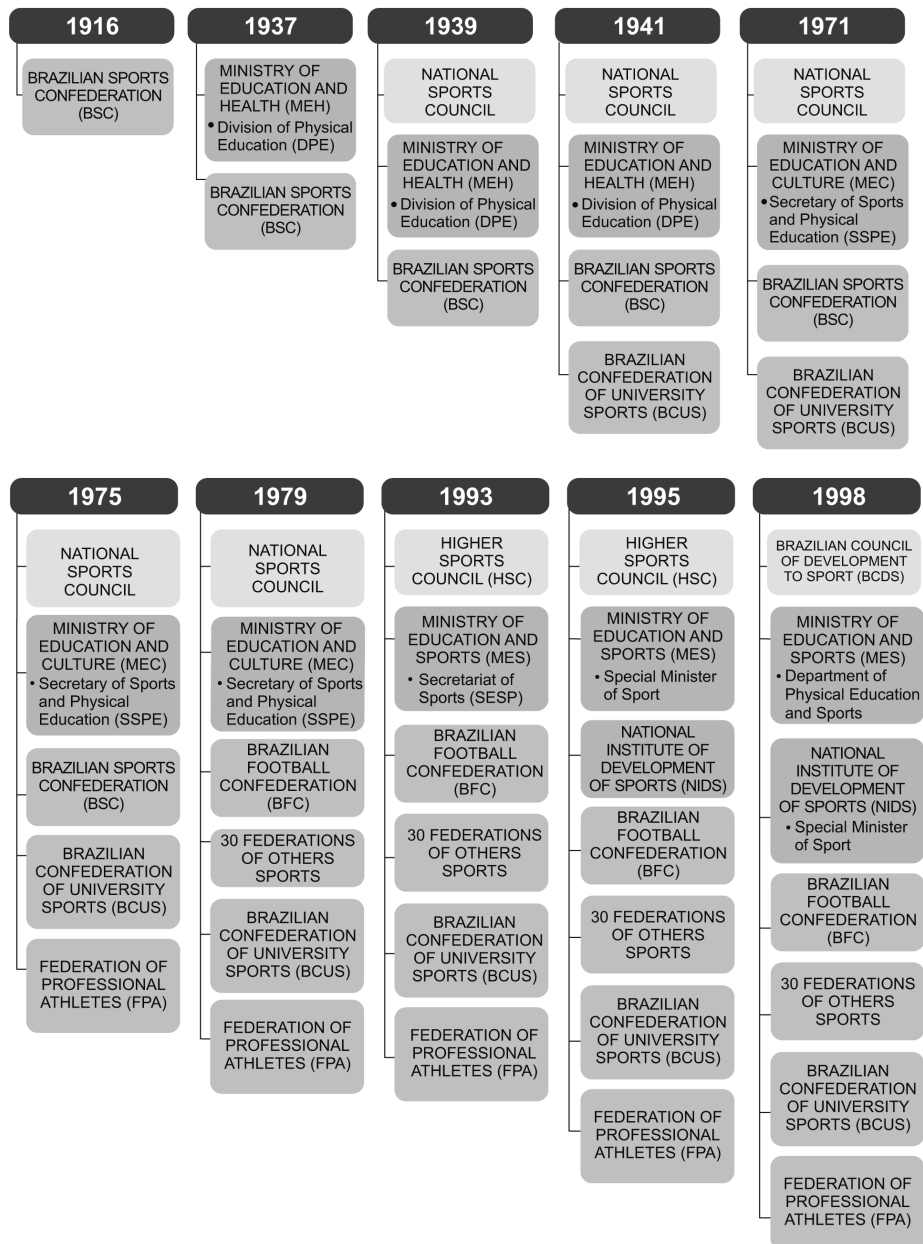 1916
BRAZILIAN SPORTS
CONFEDERATION
(BSC)
1937
MINISTRY OF
EDUCATION AND
HEALTH (MEH)
• Division of Physical
Education (DPE)
BRAZILIAN SPORTS
CONFEDERATION
(BSC)
1939
NATIONAL
SPORTS
COUNCIL
MINISTRY OF
EDUCATION AND
HEALTH (MEH)
• Division of Physical
Education (DPE)
BRAZILIAN SPORTS
CONFEDERATION
(BSC)
1941
NATIONAL
SPORTS
COUNCIL
MINISTRY OF
EDUCATION AND
HEALTH (MEH)
• Division of Physical
Education (DPE)
BRAZILIAN SPORTS
CONFEDERATION
(BSC)
BRAZILIAN
CONFEDERATION
OF UNIVERSITY
SPORTS (BCUS)
1971
NATIONAL
SPORTS
COUNCIL
MINISTRY OF
EDUCATION AND
CULTURE (MEC)
• Secretary of Sports
and Physical
Education (SSPE)
BRAZILIAN SPORTS
CONFEDERATION
(BSC)
BRAZILIAN
CONFEDERATION
OF UNIVERSITY
SPORTS (BCUS)
1975
NATIONAL
SPORTS
COUNCIL
MINISTRY OF
EDUCATION AND
CULTURE (MEC)
• Secretary of Sports
and Physical
Education (SSPE)
BRAZILIAN SPORTS
CONFEDERATION
(BSC)
BRAZILIAN
CONFEDERATION
OF UNIVERSITY
SPORTS (BCUS)
FEDERATION OF
PROFESSIONAL
ATHLETES (FPA)
1979
NATIONAL
SPORTS
COUNCIL
MINISTRY OF
EDUCATION AND
CULTURE (MEC)
• Secretary of Sports
and Physical
Education (SSPE)
BRAZILIAN
FOOTBALL
CONFEDERATION
(BFC)
30 FEDERATIONS
OF OTHERS
SPORTS
BRAZILIAN
CONFEDERATION
OF UNIVERSITY
SPORTS (BCUS)
FEDERATION OF
PROFESSIONAL
ATHLETES (FPA)
1993
HIGHER
SPORTS
COUNCIL (HSC)
MINISTRY OF
EDUCATION AND
SPORTS (MES)
• Secretariat of
Sports (SESP)
BRAZILIAN
FOOTBALL
CONFEDERATION
(BFC)
30 FEDERATIONS
OF OTHERS
SPORTS
BRAZILIAN
CONFEDERATION
OF UNIVERSITY
SPORTS (BCUS)
FEDERATION OF
PROFESSIONAL
ATHLETES (FPA)
1995
HIGHER
SPORTS
COUNCIL (HSC)
MINISTRY OF
EDUCATION AND
SPORTS (MES)
• Special Minister
of Sport
NATIONAL
INSTITUTE OF
DEVELOPMENT
OF SPORTS (NIDS)
BRAZILIAN
FOOTBALL
CONFEDERATION
(BFC)
30 FEDERATIONS
OF OTHERS
SPORTS
BRAZILIAN
CONFEDERATION
OF UNIVERSITY
SPORTS (BCUS)
FEDERATION OF
PROFESSIONAL
ATHLETES (FPA)
1998
BRAZILIAN COUNCIL
OF DEVELOPMENT
TO SPORT (BCDS)
MINISTRY OF
EDUCATION AND
SPORTS (MES)
• Department of
Physical Education
and Sports
NATIONAL
INSTITUTE OF
DEVELOPMENT
OF SPORTS (NIDS)
• Special Minister
of Sport
BRAZILIAN
FOOTBALL
CONFEDERATION
(BFC)
30 FEDERATIONS
OF OTHERS
SPORTS
BRAZILIAN
CONFEDERATION
OF UNIVERSITY
SPORTS (BCUS)
FEDERATION OF
PROFESSIONAL
ATHLETES (FPA)